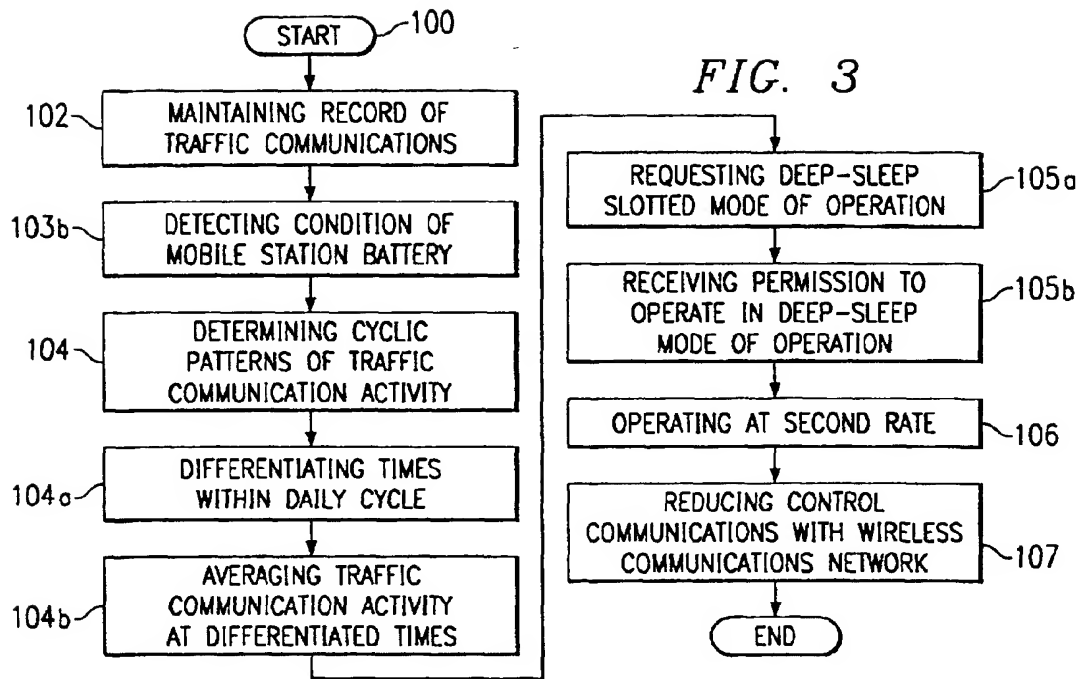 START
100
FIG. 3
102
MAINTAINING RECORD OF
TRAFFIC COMMUNICATIONS
103b
DETECTING CONDITION OF
MOBILE STATION BATTERY
104
DETERMINING CYCLIC
PATTERNS OF TRAFFIC
COMMUNICATION ACTIVITY
104a
DIFFERENTIATING TIMES
WITHIN DAILY CYCLE
104b
AVERAGING TRAFFIC
COMMUNICATION ACTIVITY
AT DIFFERENTIATED TIMES
REQUESTING DEEP-SLEEP
SLOTTED MODE OF OPERATION
105a
RECEIVING PERMISSION TO
OPERATE IN DEEP-SLEEP
MODE OF OPERATION
105b
OPERATING AT SECOND RATE
106
REDUCING CONTROL
COMMUNICATIONS WITH WIRELESS
COMMUNICATIONS NETWORK
107
END